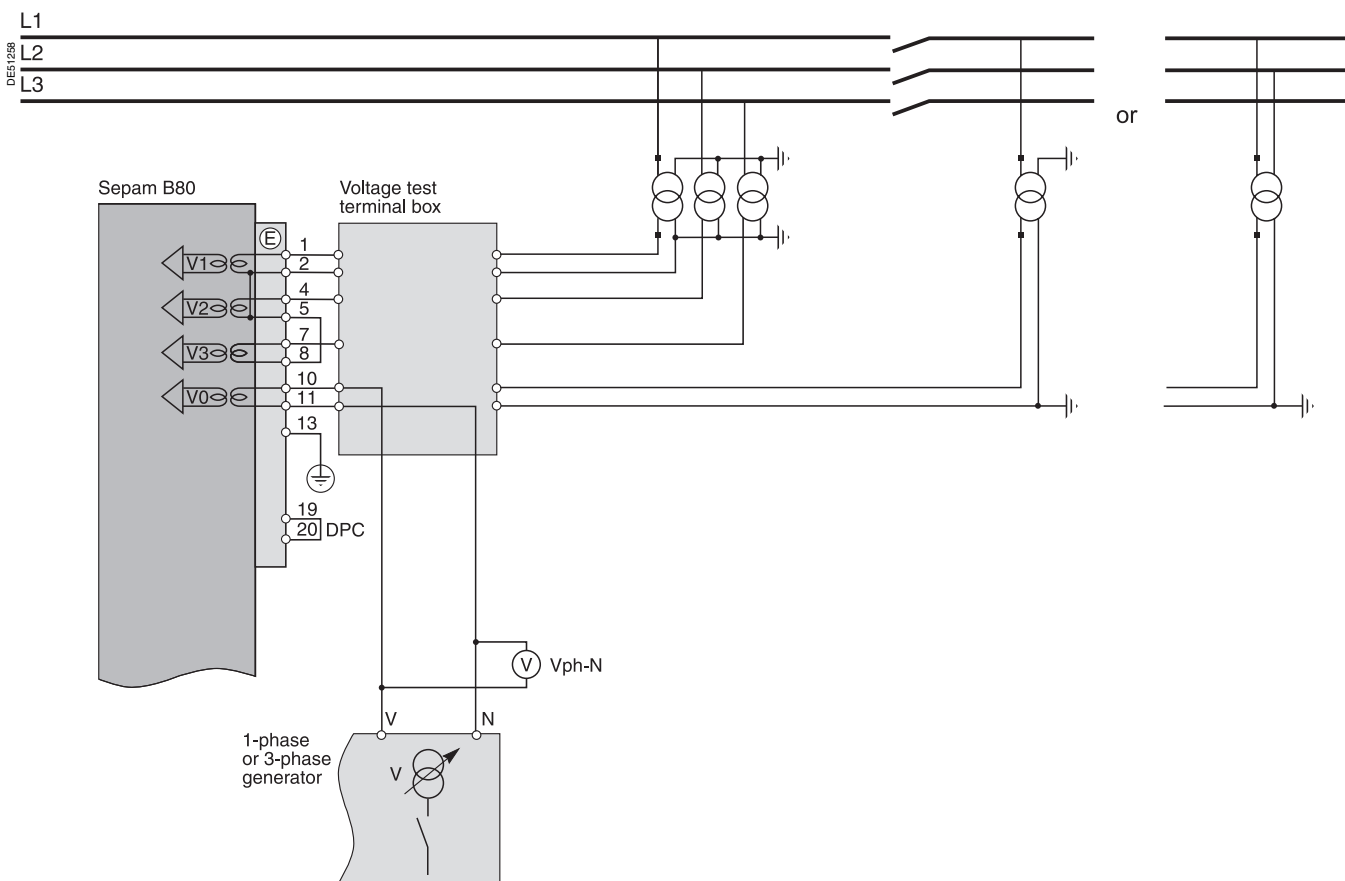 L1
DE51258
L2
L3
or
Sepam B80
Voltage test
terminal box
E
1
V1
2
4
V2
5
7
V3
8
10
V0
11
13
19
20 DPC
V Vph-N
V N
1-phase
or 3-phase
generator
V